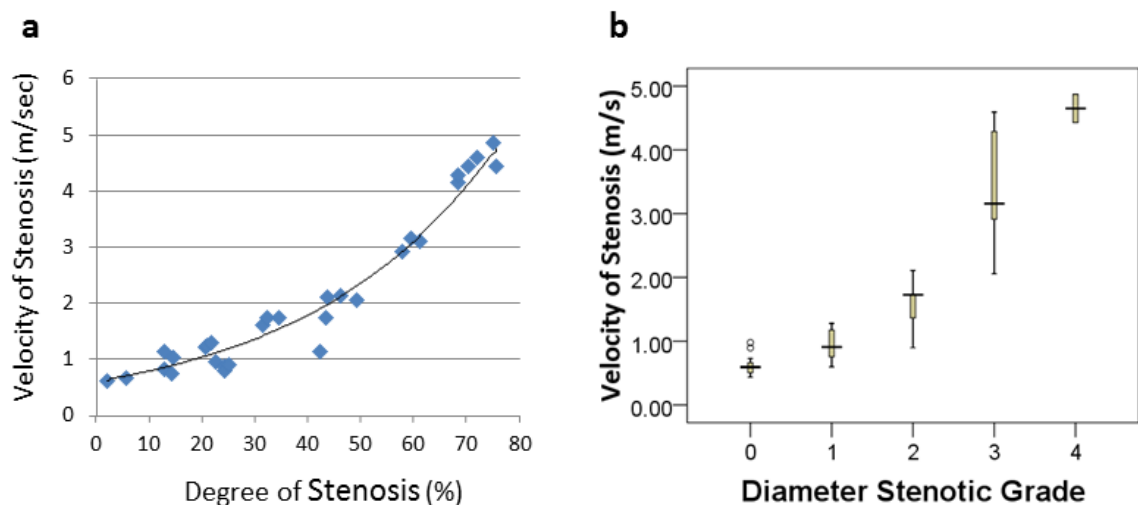 a
Velocity of Stenosis (m/sec)
6
5
4
3
2
1
0
0 10 20 30 40 50 60 70 80
Degree of Stenosis (%)
b
Velocity of Stenosis (m/s)
5.00
4.00
3.00
2.00
1.00
0.00
0 1 2 3 4
Diameter Stenotic Grade